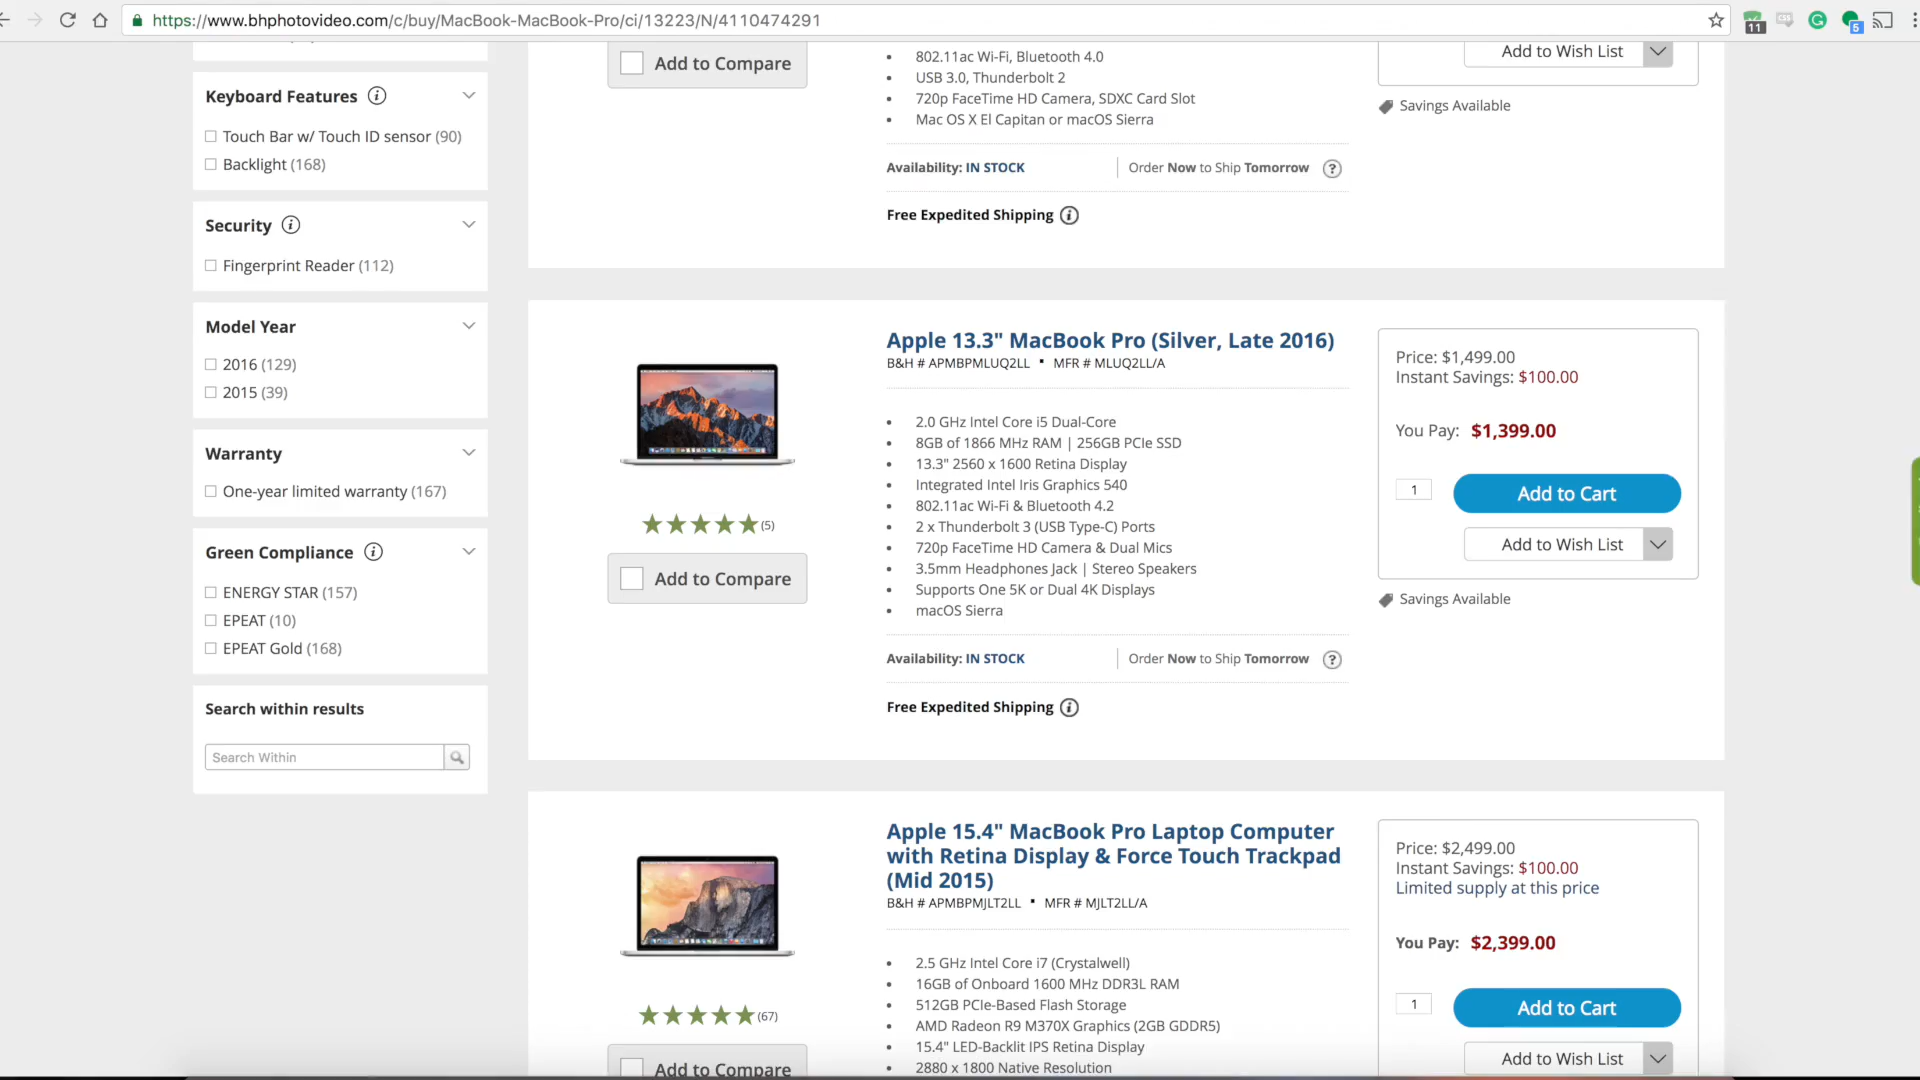 https://www.bhphotovideo.com/c/buy/MacBook-MacBook-Pro/ci/13223/N/4110474291
11
5
Keyboard Features
Touch Bar w/ Touch ID sensor (90)
Backlight (168)
Security
Fingerprint Reader (112)
Model Year
2016 (129)
2015 (39)
Warranty
One-year limited warranty (167)
Green Compliance
ENERGY STAR (157)
EPEAT (10)
EPEAT Gold (168)
Search within results
Search Within
Add to Compare
802.11ac Wi-Fi, Bluetooth 4.0
USB 3.0, Thunderbolt 2
720p FaceTime HD Camera, SDXC Card Slot
Mac OS X El Capitan or macOS Sierra
Availability: IN STOCK
Order Now to Ship Tomorrow
Free Expedited Shipping
Add to Wish List
Savings Available
Apple 13.3" MacBook Pro (Silver, Late 2016)
B&H # APMBPMLUQ2LL • MFR # MLUQ2LL/A
2.0 GHz Intel Core i5 Dual-Core
8GB of 1866 MHz RAM | 256GB PCIe SSD
13.3" 2560 x 1600 Retina Display
Integrated Intel Iris Graphics 540
802.11ac Wi-Fi & Bluetooth 4.2
2 x Thunderbolt 3 (USB Type-C) Ports
720p FaceTime HD Camera & Dual Mics
3.5mm Headphones Jack | Stereo Speakers
Supports One 5K or Dual 4K Displays
macOS Sierra
(5)
Add to Compare
Availability: IN STOCK
Order Now to Ship Tomorrow
Free Expedited Shipping
Price: $1,499.00
Instant Savings: $100.00
You Pay: $1,399.00
1
Add to Cart
Add to Wish List
Savings Available
Apple 15.4" MacBook Pro Laptop Computer
with Retina Display & Force Touch Trackpad
(Mid 2015)
B&H # APMBPMJLT2LL • MFR # MJLT2LL/A
2.5 GHz Intel Core i7 (Crystalwell)
16GB of Onboard 1600 MHz DDR3L RAM
512GB PCIe-Based Flash Storage
AMD Radeon R9 M370X Graphics (2GB GDDR5)
15.4" LED-Backlit IPS Retina Display
2880 x 1800 Native Resolution
(67)
Add to Compare
Price: $2,499.00
Instant Savings: $100.00
Limited supply at this price
You Pay: $2,399.00
1
Add to Cart
Add to Wish List